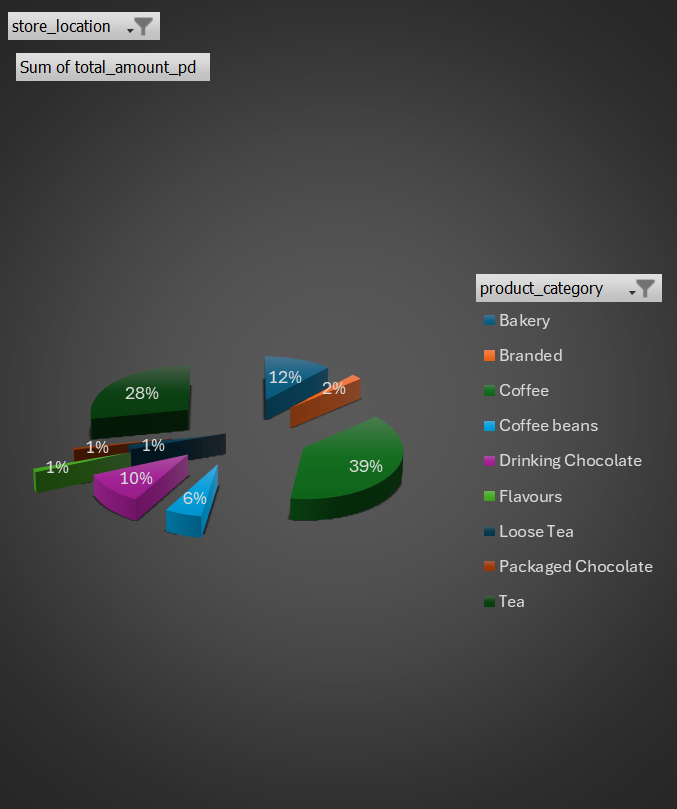 store_location
Sum of total_amount_pd
product_category
Bakery
Branded
Coffee
Coffee beans
Drinking Chocolate
Flavours
Loose Tea
Packaged Chocolate
Tea
12%
2%
28%
39%
1%
1%
1%
10%
6%